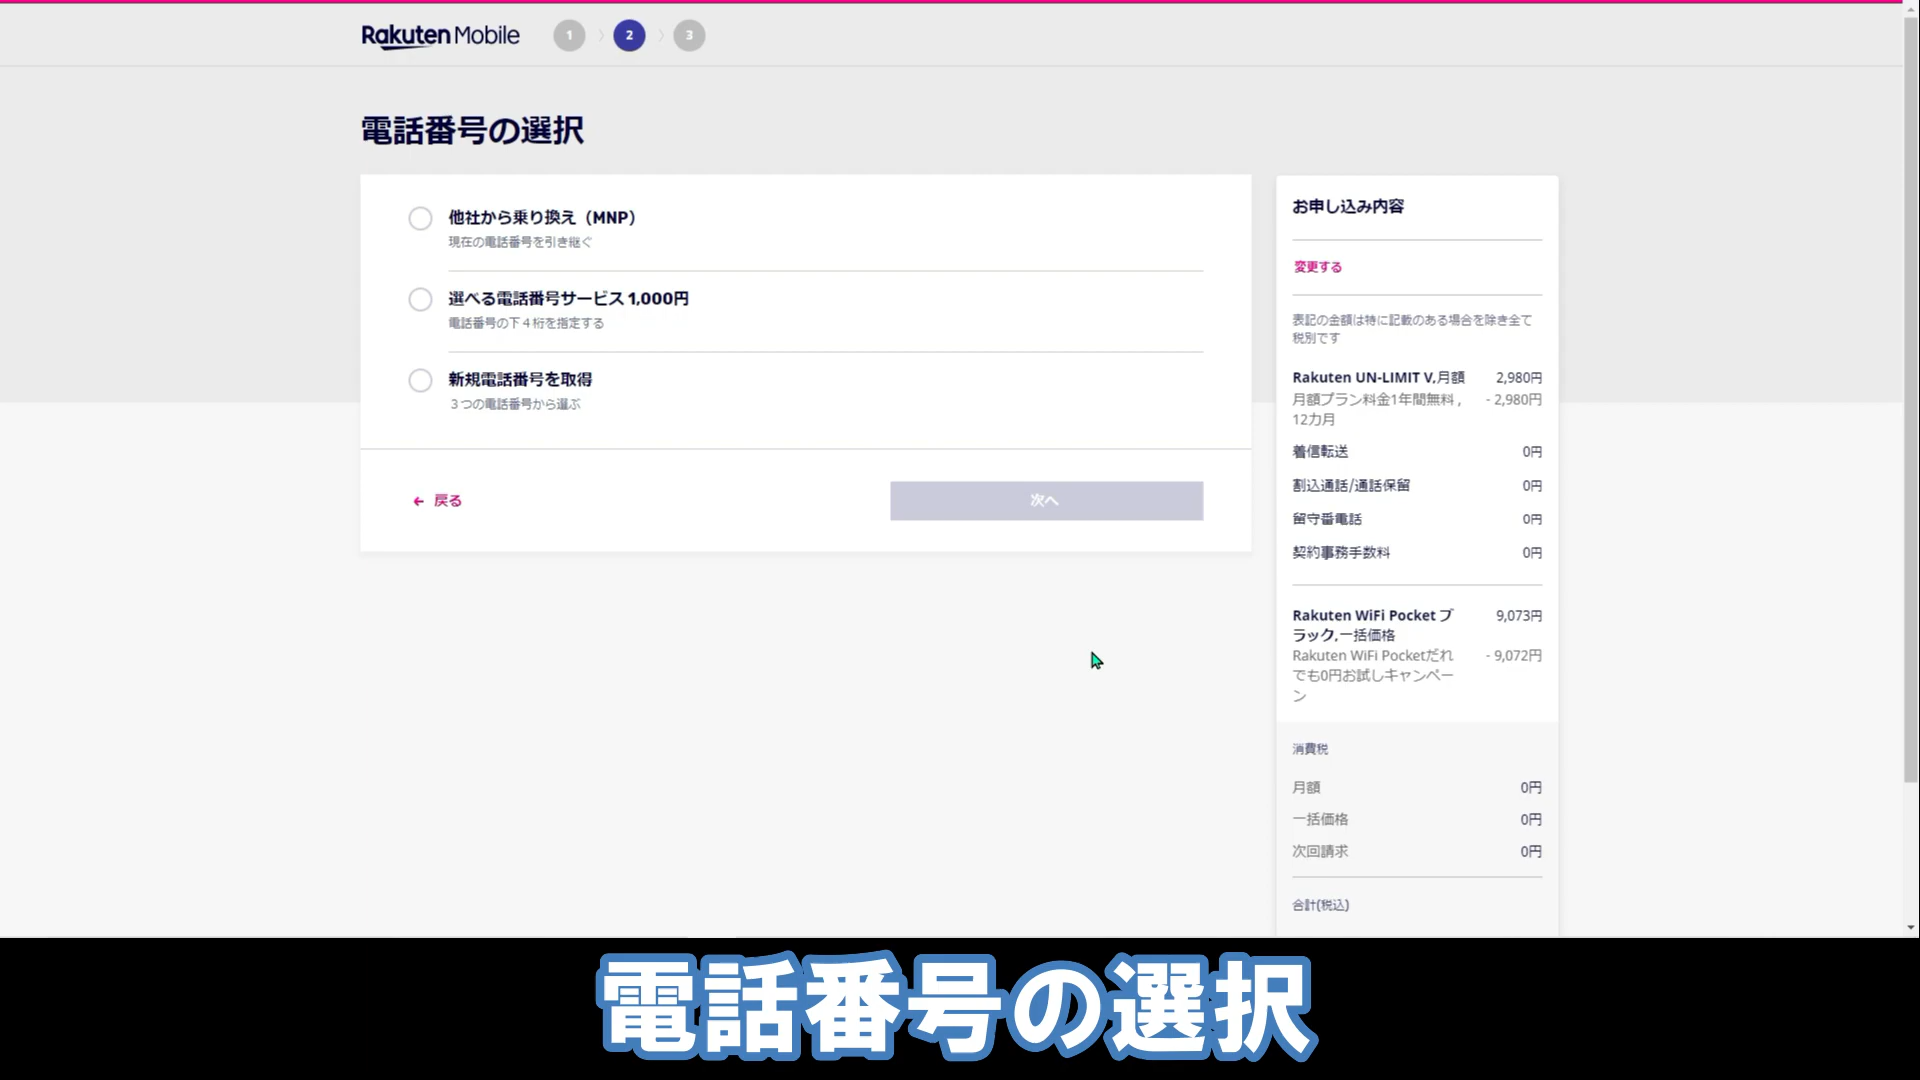 Rakuten Mobile 1 2 3
電話番号の選択
他社から乗り換え（MNP）
現在の電話番号を引き継ぐ
選べる電話番号サービス 1,000円
電話番号の下４桁を指定する
新規電話番号を取得
３つの電話番号から選ぶ
← 戻る
次へ
お申し込み内容
変更する
表記の金額は特に記載のある場合を除き全て
税別です
Rakuten UN-LIMIT V,月額 2,980円
月額プラン料金1年間無料 , - 2,980円
12カ月
着信転送 0円
割込通話/通話保留 0円
留守番電話 0円
契約事務手数料 0円
Rakuten WiFi Pocket ブ 9,073円
ラック,一括価格
Rakuten WiFi Pocketだれ - 9,072円
でも0円お試しキャンペー
ン
消費税
月額 0円
一括価格 0円
次回請求 0円
合計(税込)
電話番号の選択